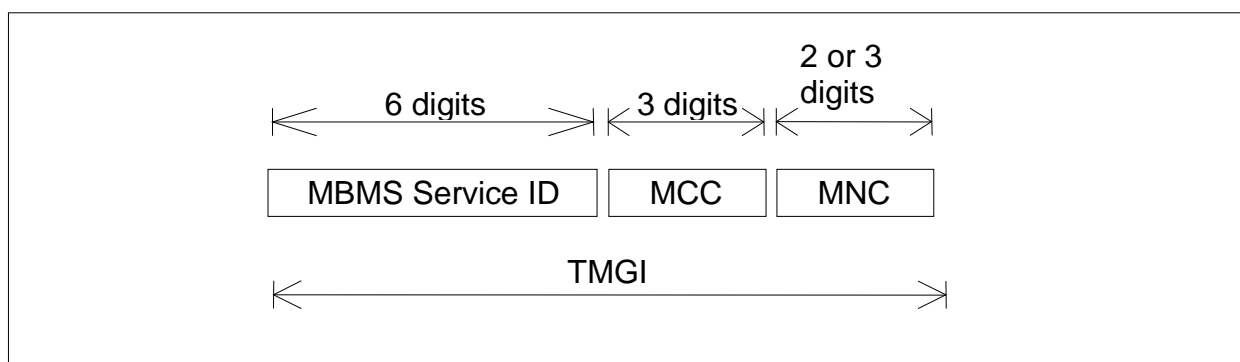 6 digits
3 digits
2 or 3
digits
MBMS Service ID
MCC
MNC
TMGI